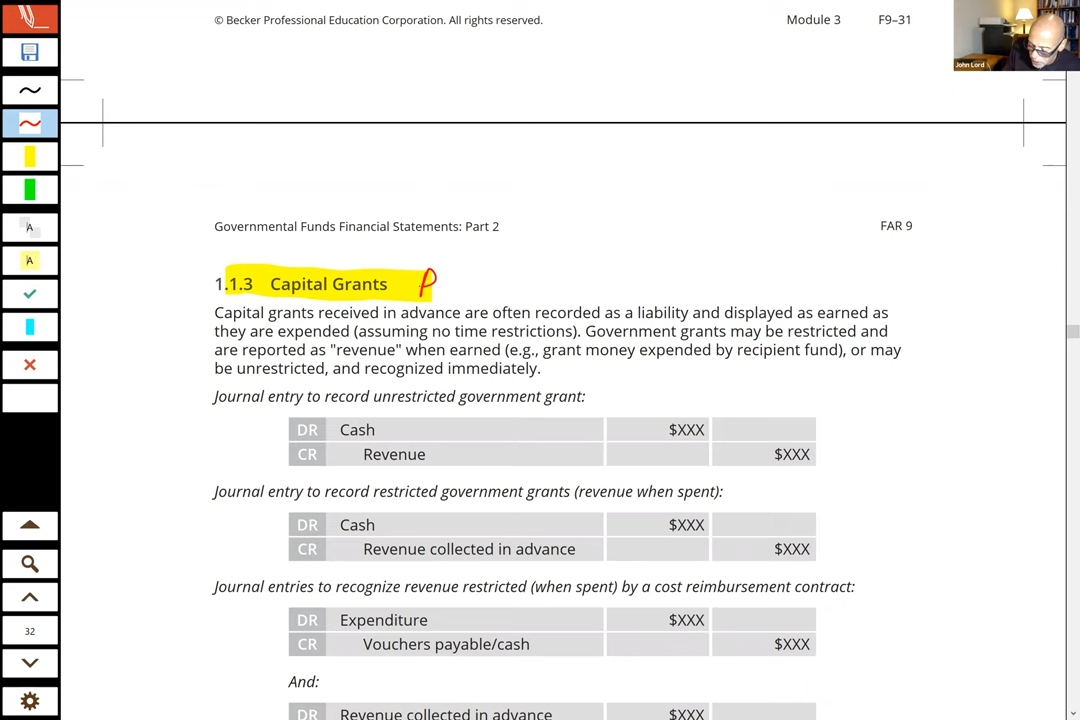 © Becker Professional Education Corporation. All rights reserved. Module 3 F9–31
John Lord
Governmental Funds Financial Statements: Part 2 FAR 9
1.1.3 Capital Grants P
Capital grants received in advance are often recorded as a liability and displayed as earned as
they are expended (assuming no time restrictions). Government grants may be restricted and
are reported as "revenue" when earned (e.g., grant money expended by recipient fund), or may
be unrestricted, and recognized immediately.
Journal entry to record unrestricted government grant:
DR Cash $XXX
CR Revenue $XXX
Journal entry to record restricted government grants (revenue when spent):
DR Cash $XXX
CR Revenue collected in advance $XXX
Journal entries to recognize revenue restricted (when spent) by a cost reimbursement contract:
DR Expenditure $XXX
CR Vouchers payable/cash $XXX
And:
DR Revenue collected in advance $XXX
A
A
32